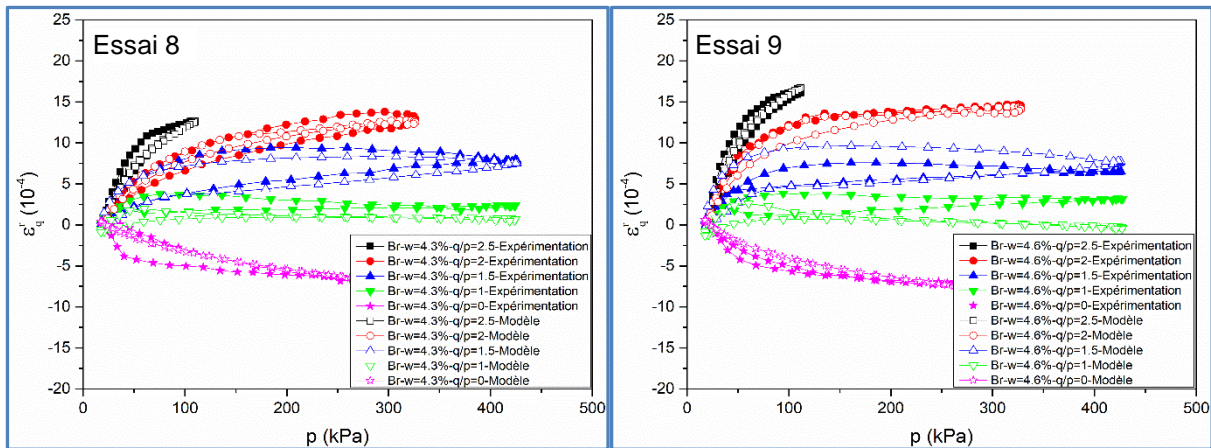 Essai 8
25
20
15
10
5
0
-5
-10
-15
-20
ε^r_q (10^-4)
0 100 200 300 400 500
p (kPa)
Br-w=4.3%-q/p=2.5-Expérimentation
Br-w=4.3%-q/p=2-Expérimentation
Br-w=4.3%-q/p=1.5-Expérimentation
Br-w=4.3%-q/p=1-Expérimentation
Br-w=4.3%-q/p=0-Expérimentation
Br-w=4.3%-q/p=2.5-Modèle
Br-w=4.3%-q/p=2-Modèle
Br-w=4.3%-q/p=1.5-Modèle
Br-w=4.3%-q/p=1-Modèle
Br-w=4.3%-q/p=0-Modèle
Essai 9
25
20
15
10
5
0
-5
-10
-15
-20
ε^r_q (10^-4)
0 100 200 300 400 500
p (kPa)
Br-w=4.6%-q/p=2.5-Expérimentation
Br-w=4.6%-q/p=2-Expérimentation
Br-w=4.6%-q/p=1.5-Expérimentation
Br-w=4.6%-q/p=1-Expérimentation
Br-w=4.6%-q/p=0-Expérimentation
Br-w=4.6%-q/p=2.5-Modèle
Br-w=4.6%-q/p=2-Modèle
Br-w=4.6%-q/p=1.5-Modèle
Br-w=4.6%-q/p=1-Modèle
Br-w=4.6%-q/p=0-Modèle